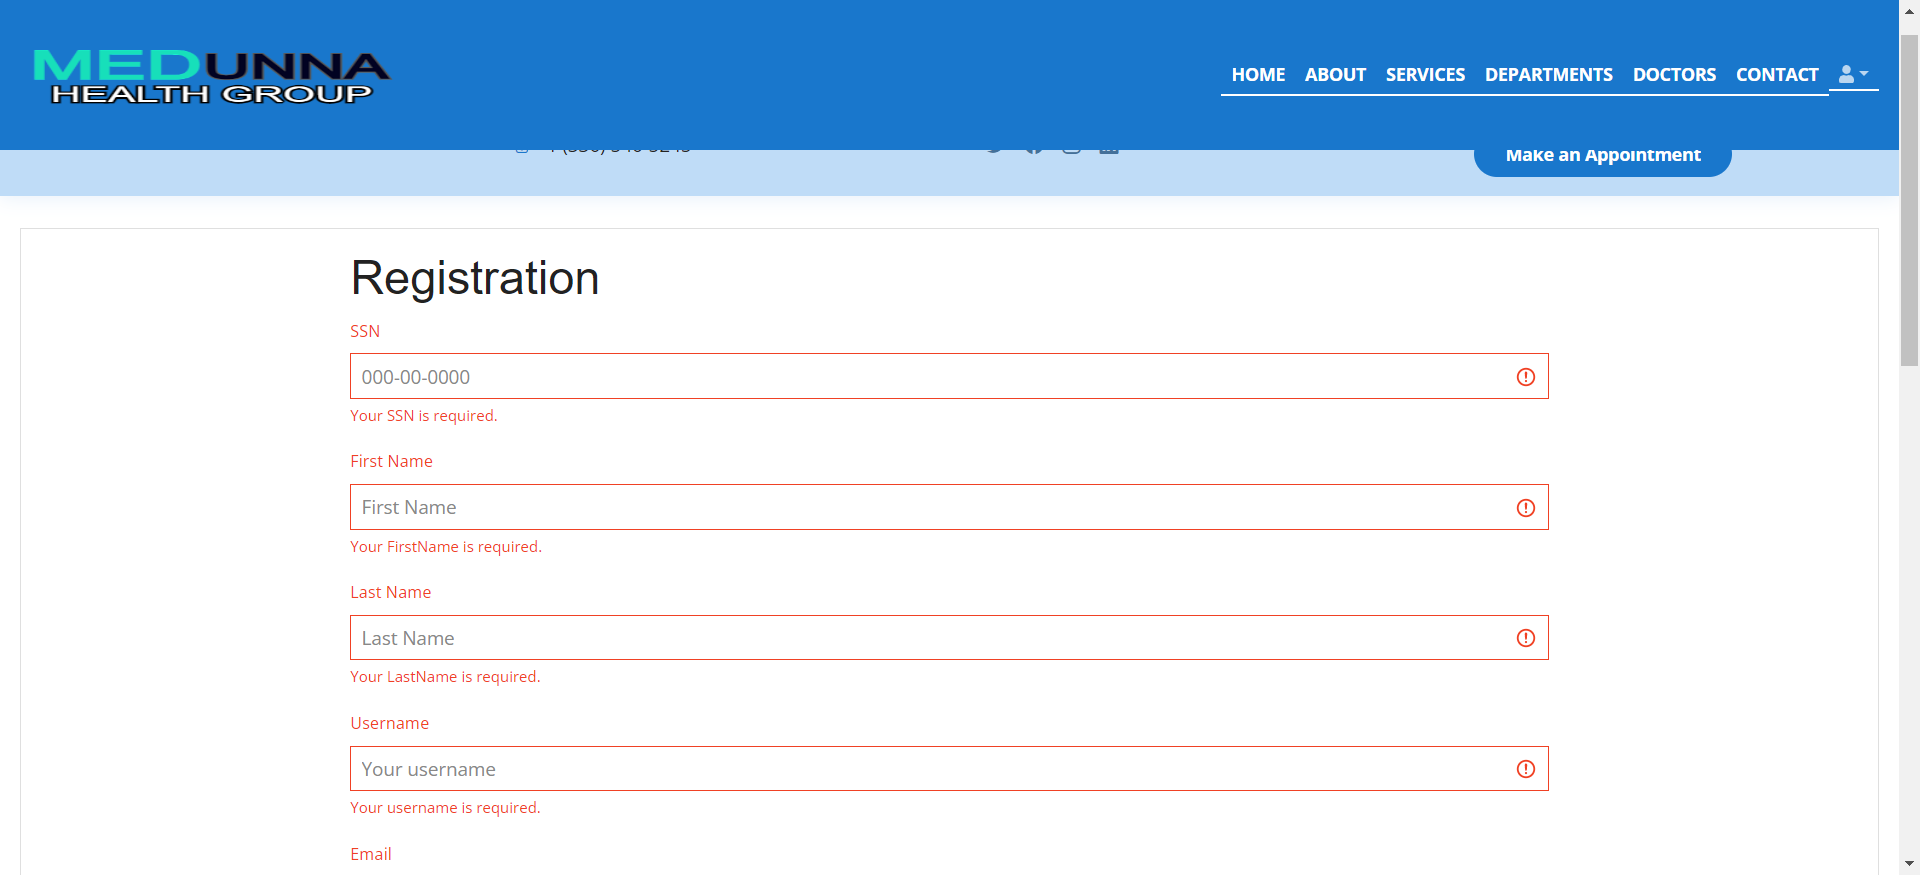 MEDUNNA
HEALTH GROUP
HOME ABOUT SERVICES DEPARTMENTS DOCTORS CONTACT
Make an Appointment
Registration
SSN
000-00-0000
Your SSN is required.
First Name
First Name
Your FirstName is required.
Last Name
Last Name
Your LastName is required.
Username
Your username
Your username is required.
Email